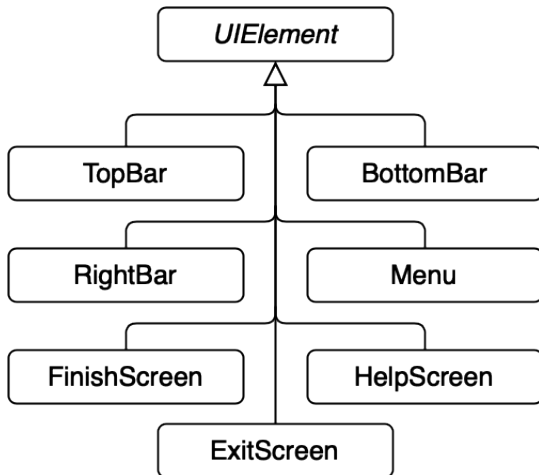 UIElement
TopBar
BottomBar
RightBar
Menu
FinishScreen
HelpScreen
ExitScreen